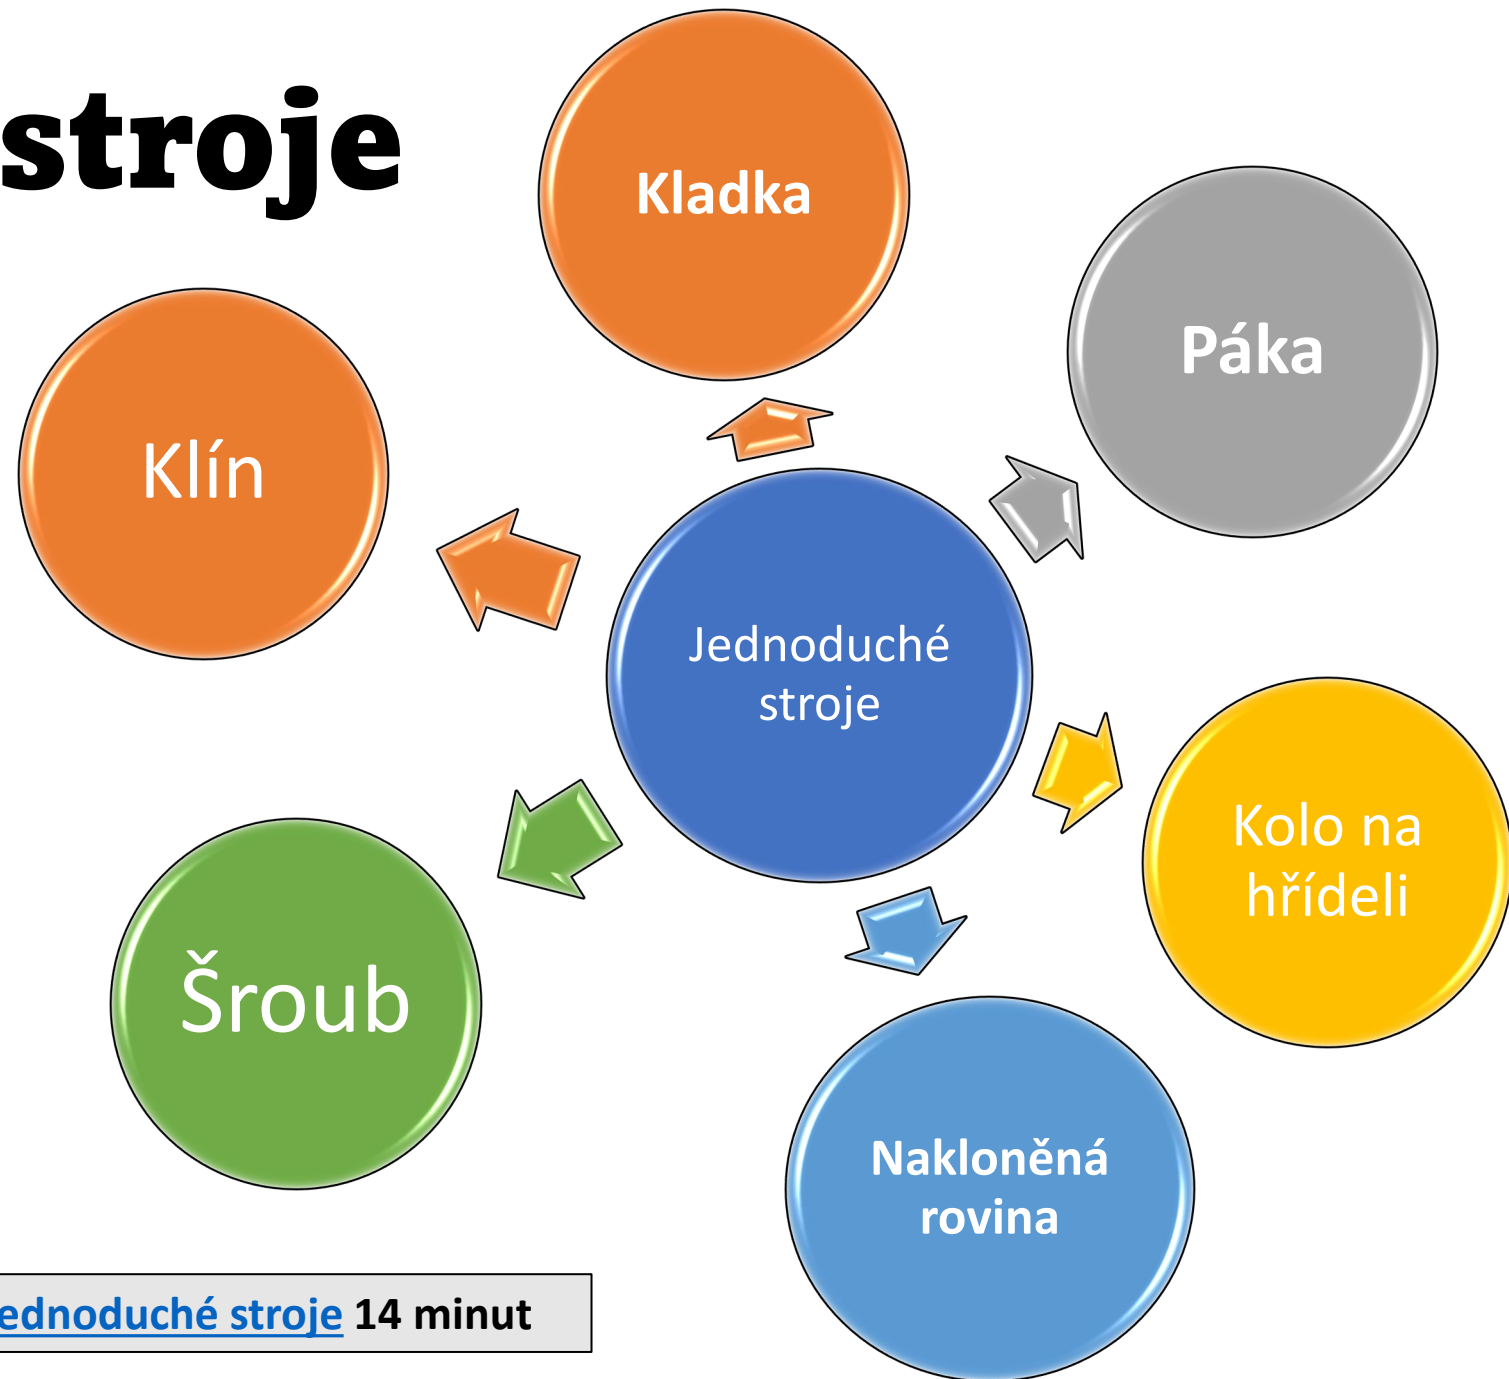 stroje
Kladka
Páka
Klín
Jednoduché
stroje
Kolo na
hřídeli
Šroub
Nakloněná
rovina
ednoduché stroje 14 minut